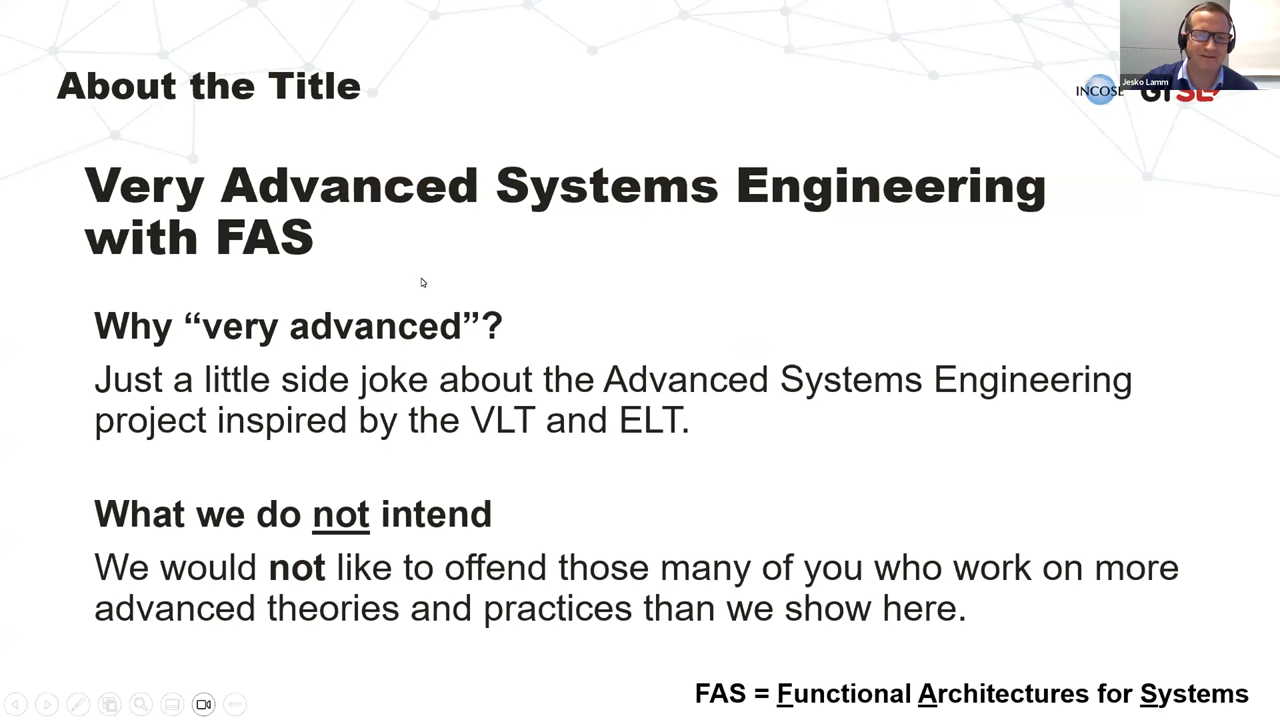 About the Title
Jesko Lamm
INCOSE
Very Advanced Systems Engineering
with FAS
Why “very advanced”?
Just a little side joke about the Advanced Systems Engineering
project inspired by the VLT and ELT.
What we do not intend
We would not like to offend those many of you who work on more
advanced theories and practices than we show here.
FAS = Functional Architectures for Systems